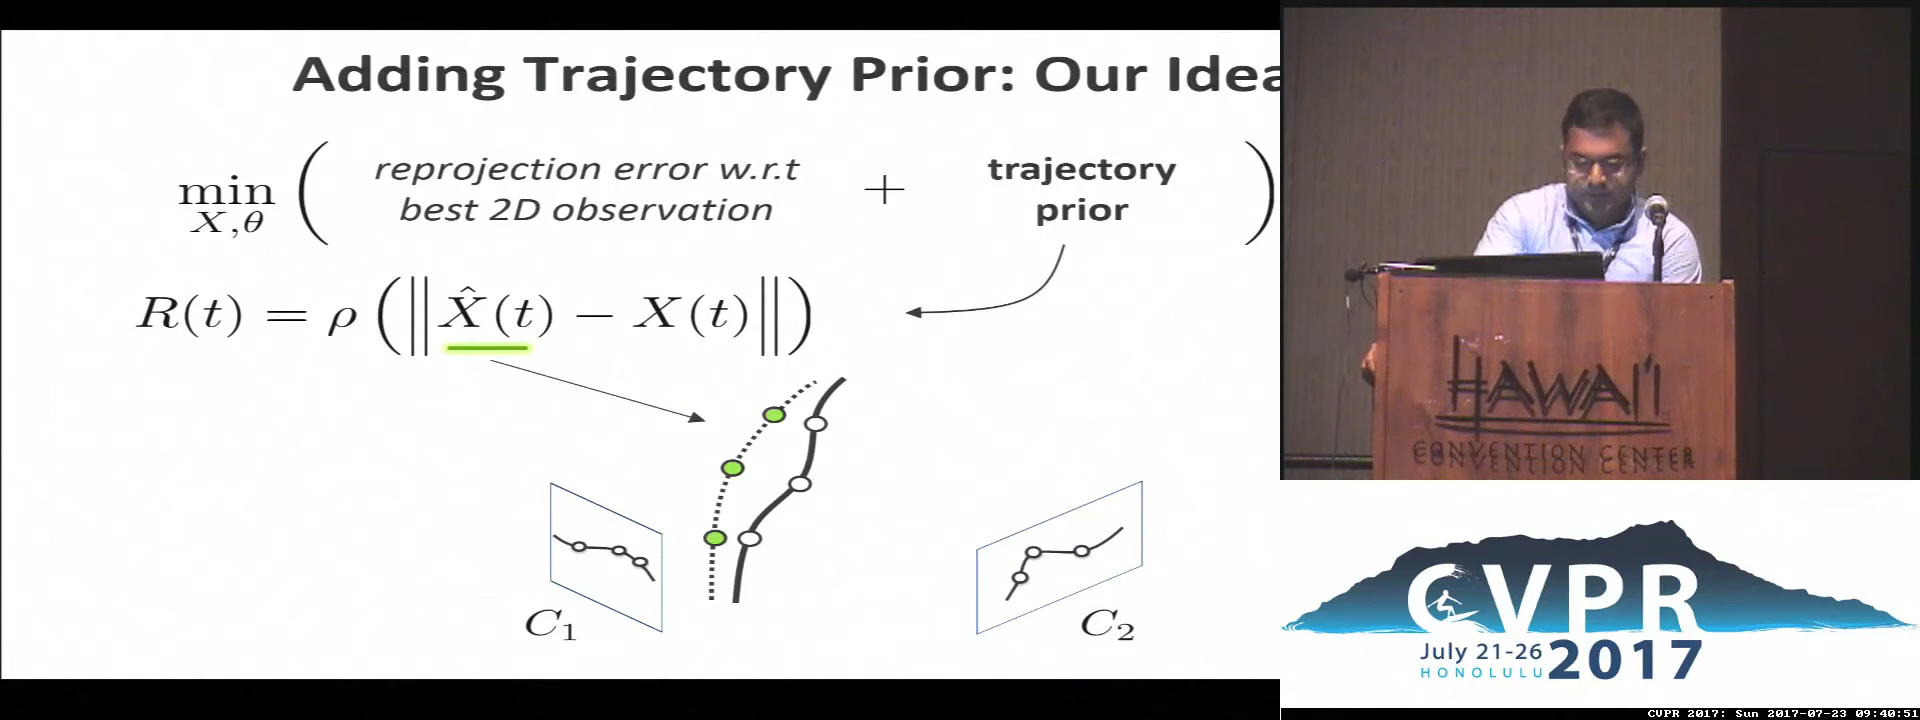 Adding Trajectory Prior: Our Idea
min X,θ ( reprojection error w.r.t best 2D observation + trajectory prior )
R(t) = ρ ( ‖ X̂(t) − X(t) ‖ )
C₁
C₂
HAWAI'I
CONVENTION CENTER
CVPR
July 21-26
HONOLULU
2017
CVPR 2017: Sun 2017-07-23 09:40:51